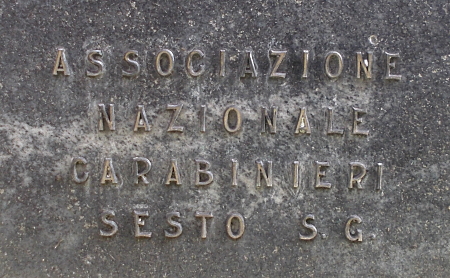 ASSOCIAZIONE
NAZIONALE
CARABINIERI
SESTO S. G.